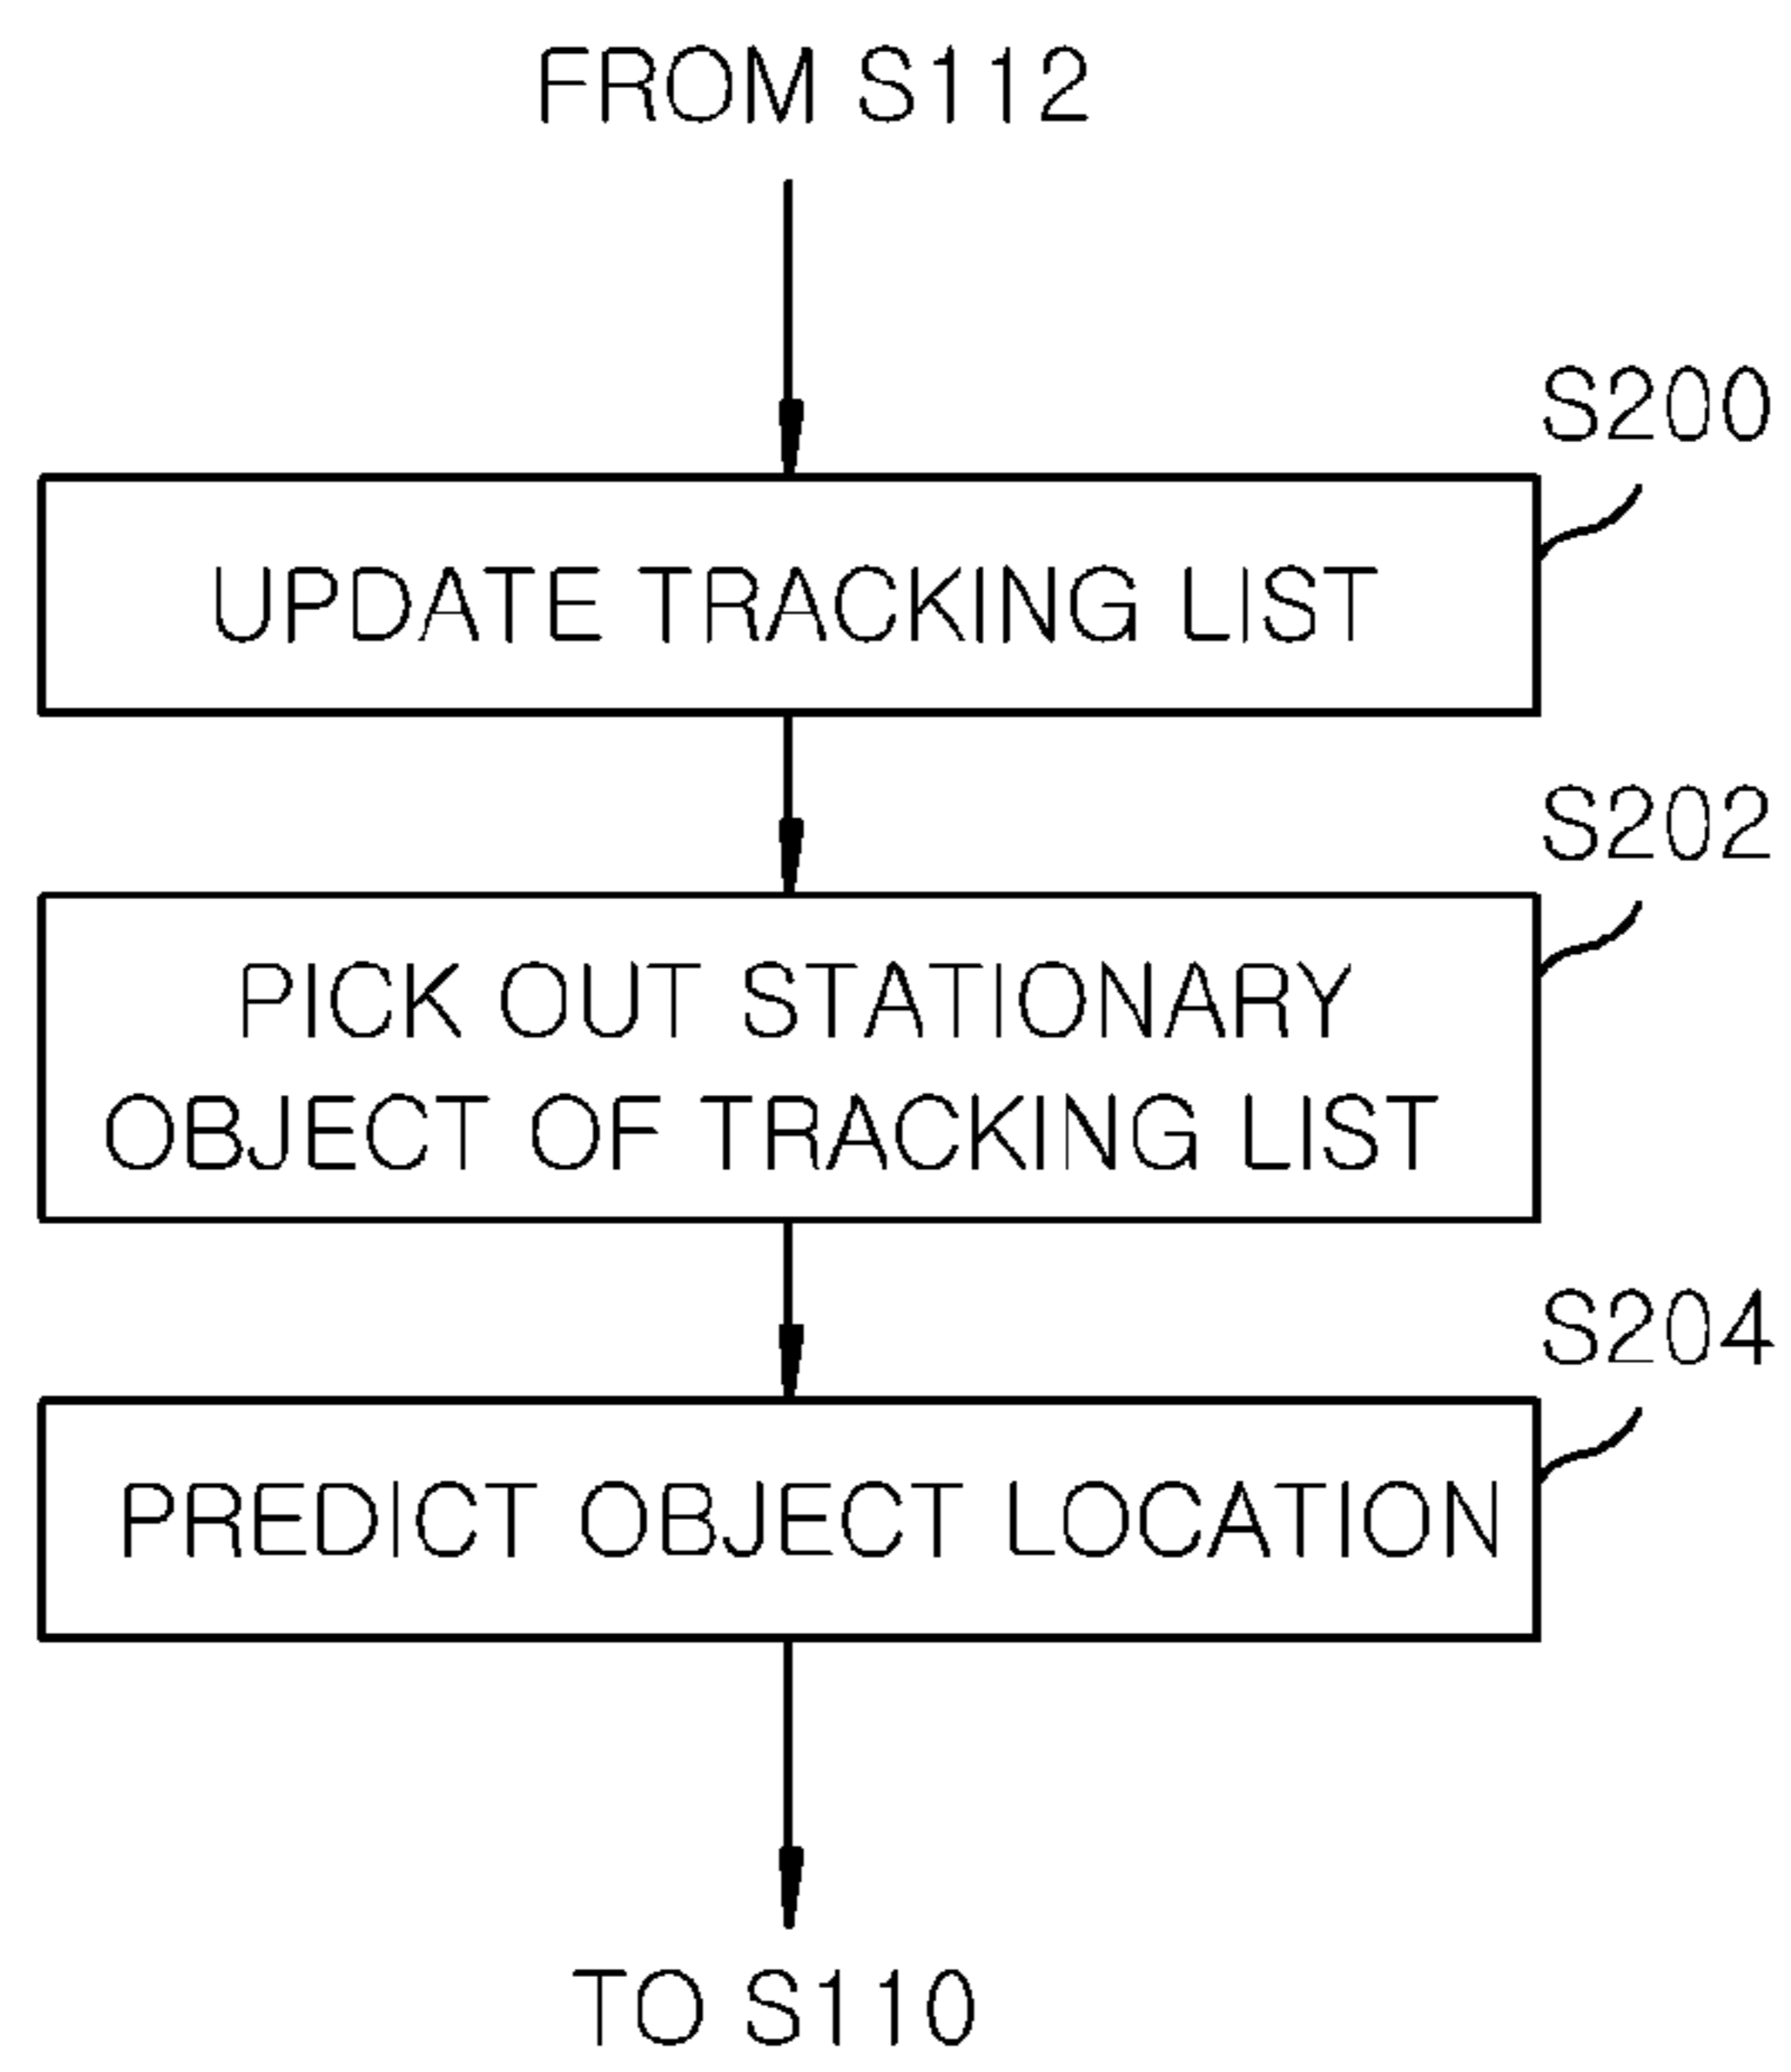 FROM S112
S200
UPDATE TRACKING LIST
S202
PICK OUT STATIONARY
OBJECT OF TRACKING LIST
S204
PREDICT OBJECT LOCATION
TO S110